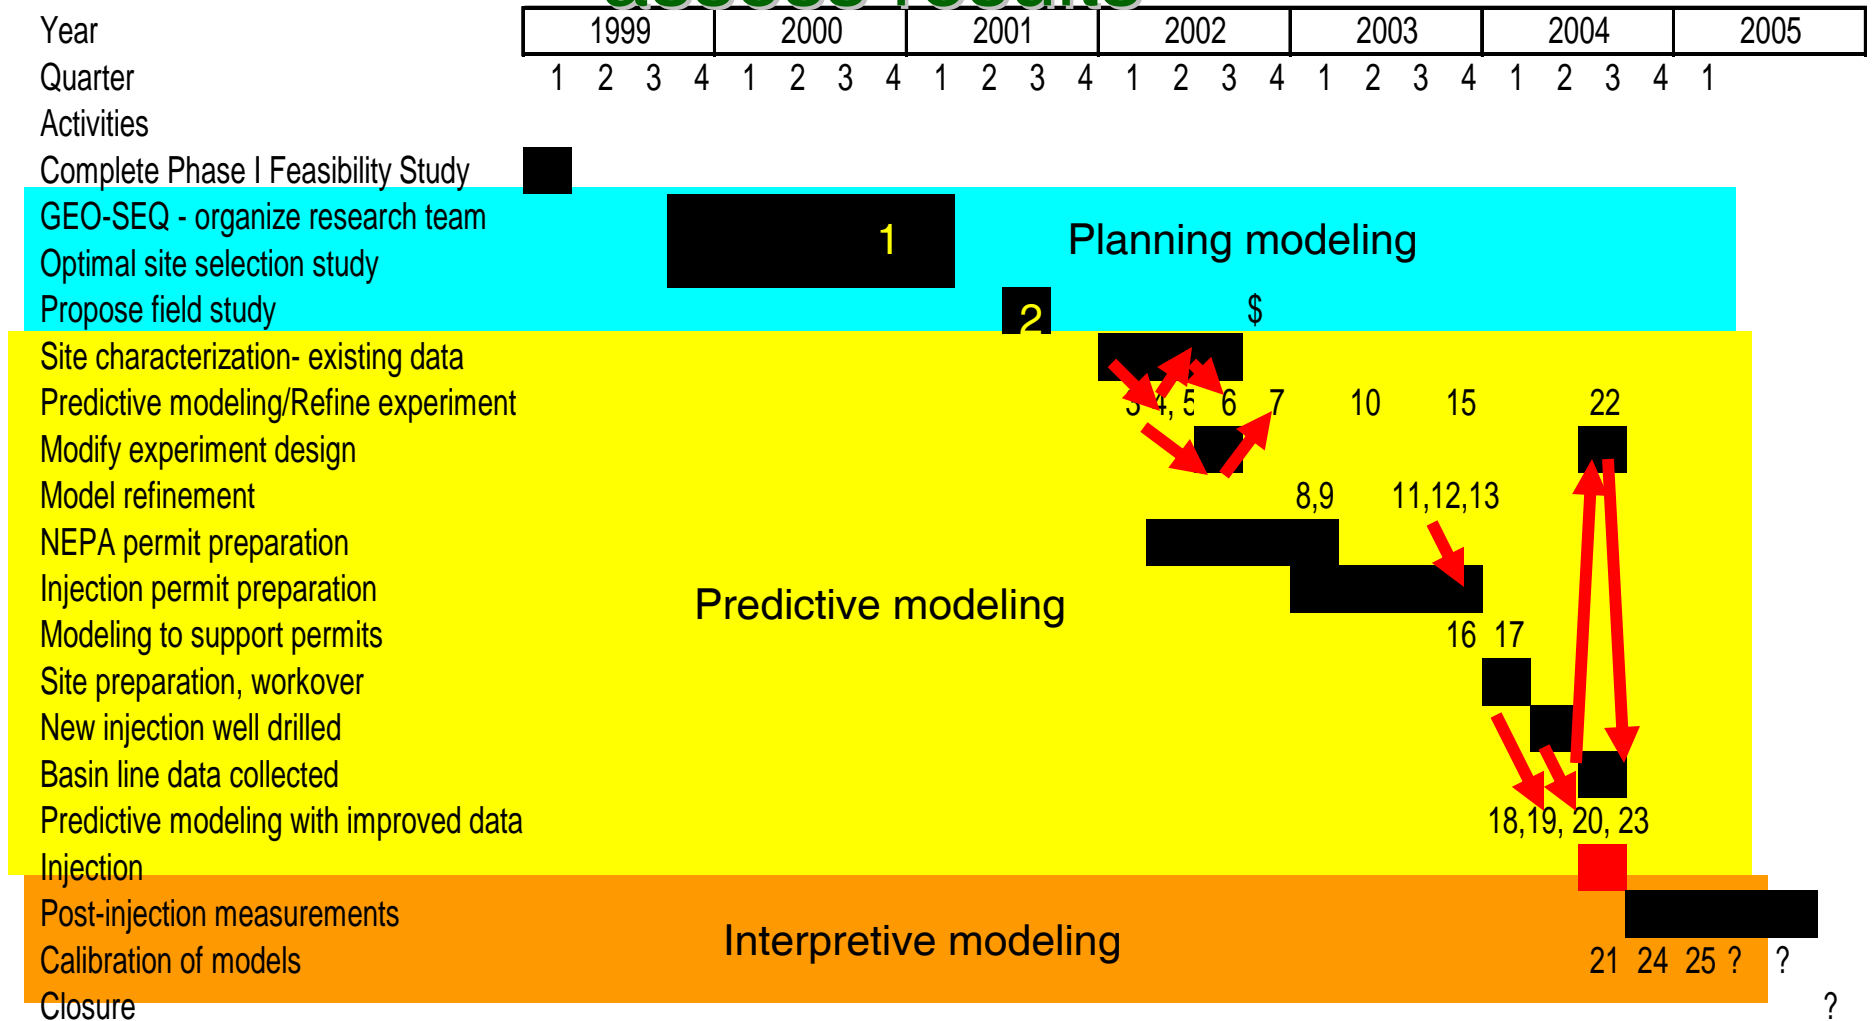 assess results
Year 1999 2000 2001 2002 2003 2004 2005
Quarter 1 2 3 4 1 2 3 4 1 2 3 4 1 2 3 4 1 2 3 4 1 2 3 4 1
Activities
Complete Phase I Feasibility Study
GEO-SEQ - organize research team
1 Planning modeling
Optimal site selection study
Propose field study 2 $
Site characterization- existing data
Predictive modeling/Refine experiment 3 4, 5 6 7 10 15 22
Modify experiment design
Model refinement 8,9 11,12,13
NEPA permit preparation
Injection permit preparation
Predictive modeling
Modeling to support permits 16 17
Site preparation, workover
New injection well drilled
Basin line data collected
Predictive modeling with improved data 18,19, 20, 23
Injection
Post-injection measurements
Interpretive modeling
Calibration of models 21 24 25 ? ?
Closure ?